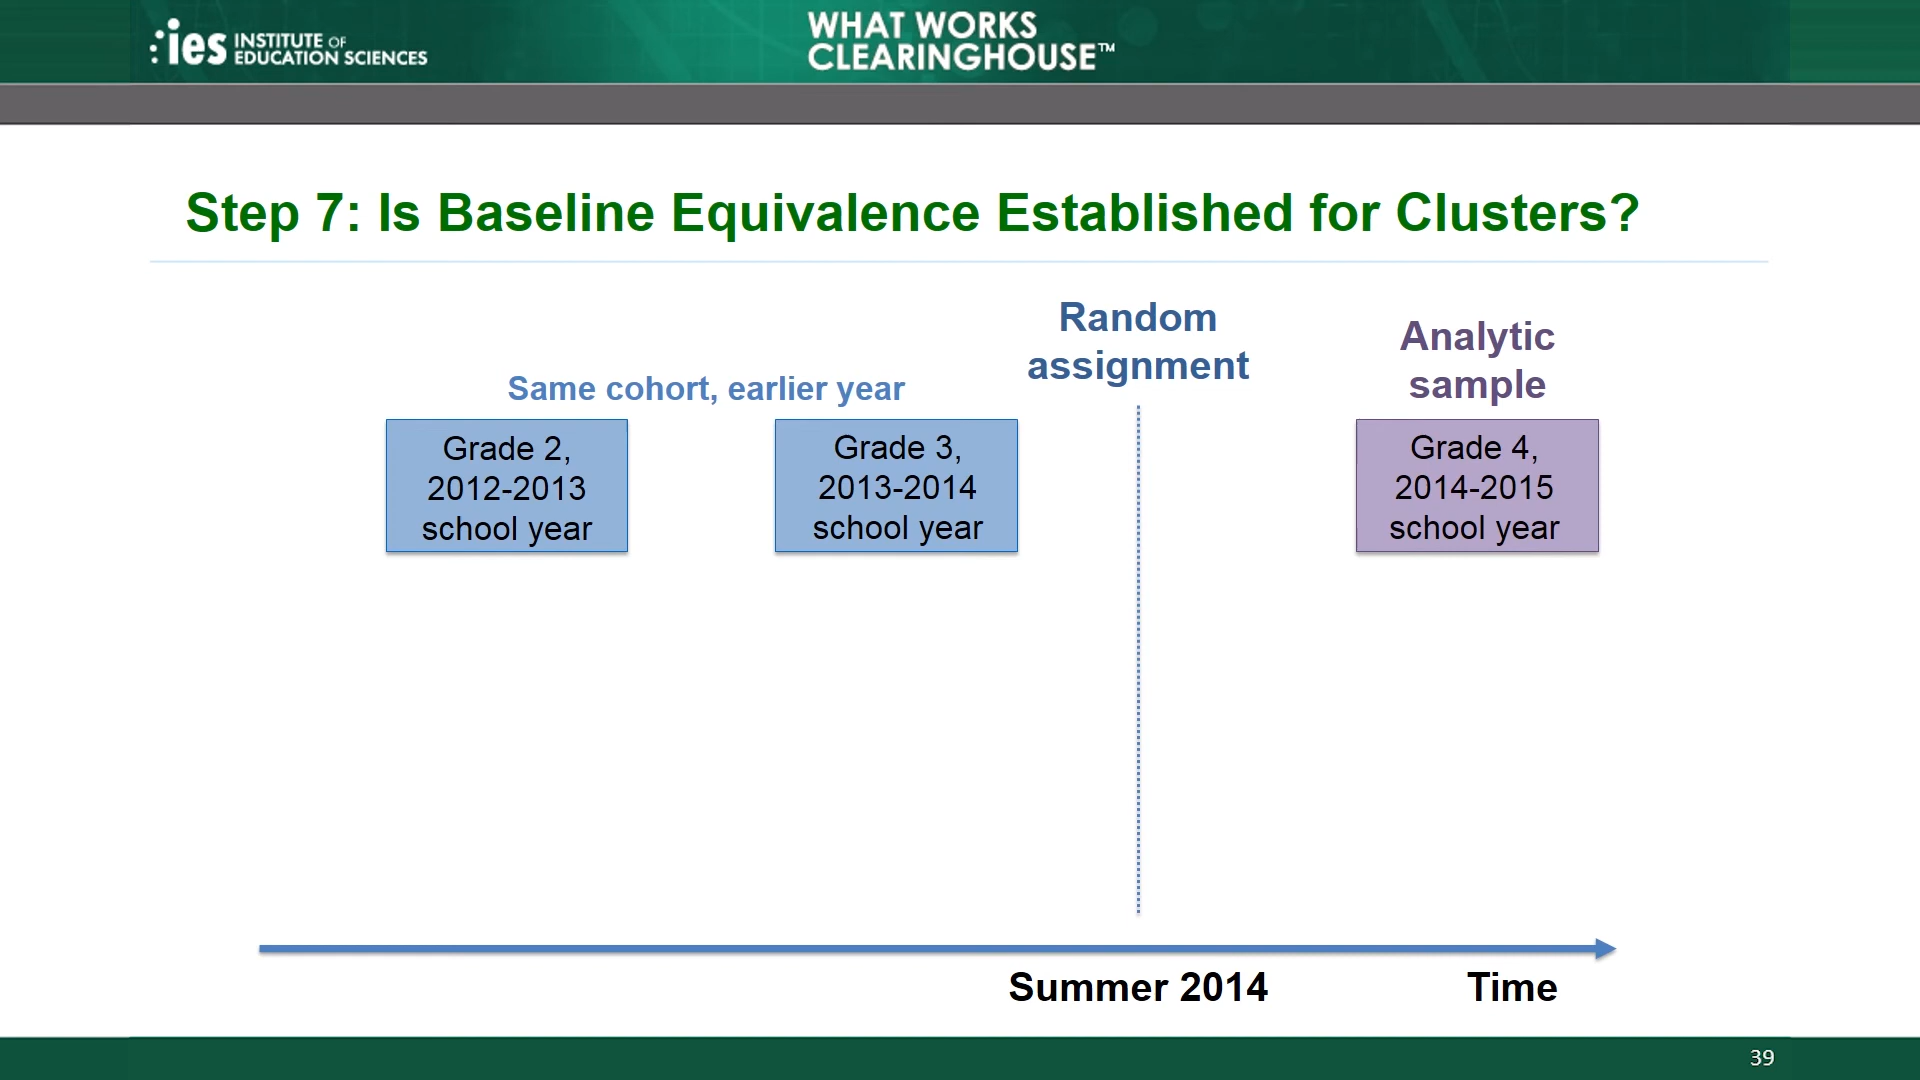 ies INSTITUTE OF
EDUCATION SCIENCES
WHAT WORKS
CLEARINGHOUSE™
Step 7: Is Baseline Equivalence Established for Clusters?
Random
assignment
Analytic
sample
Same cohort, earlier year
Grade 2,
2012-2013
school year
Grade 3,
2013-2014
school year
Grade 4,
2014-2015
school year
Summer 2014
Time
39